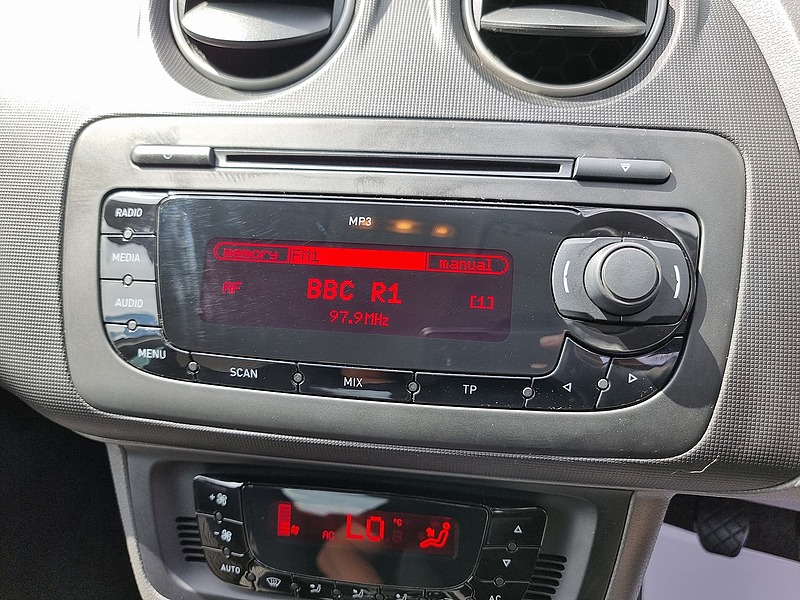 MP3
RADIO
MEDIA
AUDIO
MENU
memory FM1 manual
AF BBC R1 [1]
97.9MHz
SCAN MIX TP
LO °C
AUTO
AC